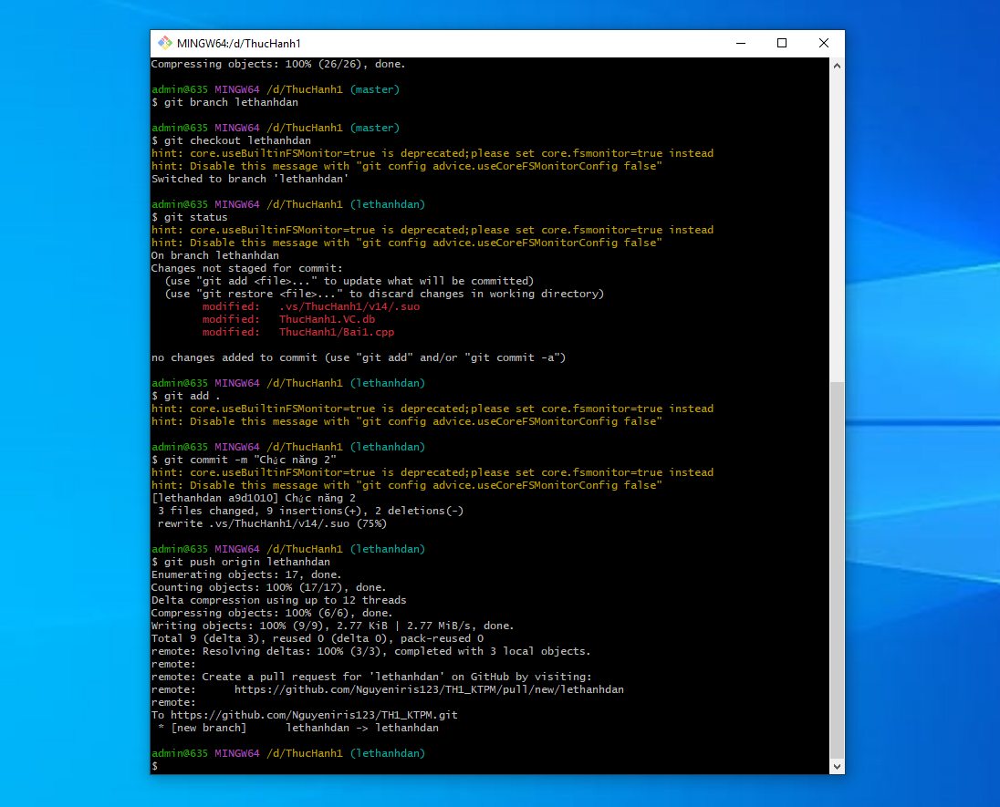 MINGW64:/d/ThucHanh1
Compressing objects: 100% (26/26), done.
admin@635 MINGW64 /d/ThucHanh1 (master)
$ git branch lethanhdan
admin@635 MINGW64 /d/ThucHanh1 (master)
$ git checkout lethanhdan
hint: core.useBuiltinFSMonitor=true is deprecated;please set core.fsmonitor=true instead
hint: Disable this message with "git config advice.useCoreFSMonitorConfig false"
Switched to branch 'lethanhdan'
admin@635 MINGW64 /d/ThucHanh1 (lethanhdan)
$ git status
hint: core.useBuiltinFSMonitor=true is deprecated;please set core.fsmonitor=true instead
hint: Disable this message with "git config advice.useCoreFSMonitorConfig false"
On branch lethanhdan
Changes not staged for commit:
  (use "git add <file>..." to update what will be committed)
  (use "git restore <file>..." to discard changes in working directory)
        modified:   .vs/ThucHanh1/v14/.suo
        modified:   ThucHanh1.VC.db
        modified:   ThucHanh1/Bai1.cpp
no changes added to commit (use "git add" and/or "git commit -a")
admin@635 MINGW64 /d/ThucHanh1 (lethanhdan)
$ git add .
hint: core.useBuiltinFSMonitor=true is deprecated;please set core.fsmonitor=true instead
hint: Disable this message with "git config advice.useCoreFSMonitorConfig false"
admin@635 MINGW64 /d/ThucHanh1 (lethanhdan)
$ git commit -m "Chức năng 2"
hint: core.useBuiltinFSMonitor=true is deprecated;please set core.fsmonitor=true instead
hint: Disable this message with "git config advice.useCoreFSMonitorConfig false"
[lethanhdan a9d1010] Chức năng 2
 3 files changed, 9 insertions(+), 2 deletions(-)
 rewrite .vs/ThucHanh1/v14/.suo (75%)
admin@635 MINGW64 /d/ThucHanh1 (lethanhdan)
$ git push origin lethanhdan
Enumerating objects: 17, done.
Counting objects: 100% (17/17), done.
Delta compression using up to 12 threads
Compressing objects: 100% (6/6), done.
Writing objects: 100% (9/9), 2.77 KiB | 2.77 MiB/s, done.
Total 9 (delta 3), reused 0 (delta 0), pack-reused 0
remote: Resolving deltas: 100% (3/3), completed with 3 local objects.
remote:
remote: Create a pull request for 'lethanhdan' on GitHub by visiting:
remote:      https://github.com/Nguyeniris123/TH1_KTPM/pull/new/lethanhdan
remote:
To https://github.com/Nguyeniris123/TH1_KTPM.git
 * [new branch]      lethanhdan -> lethanhdan
admin@635 MINGW64 /d/ThucHanh1 (lethanhdan)
$